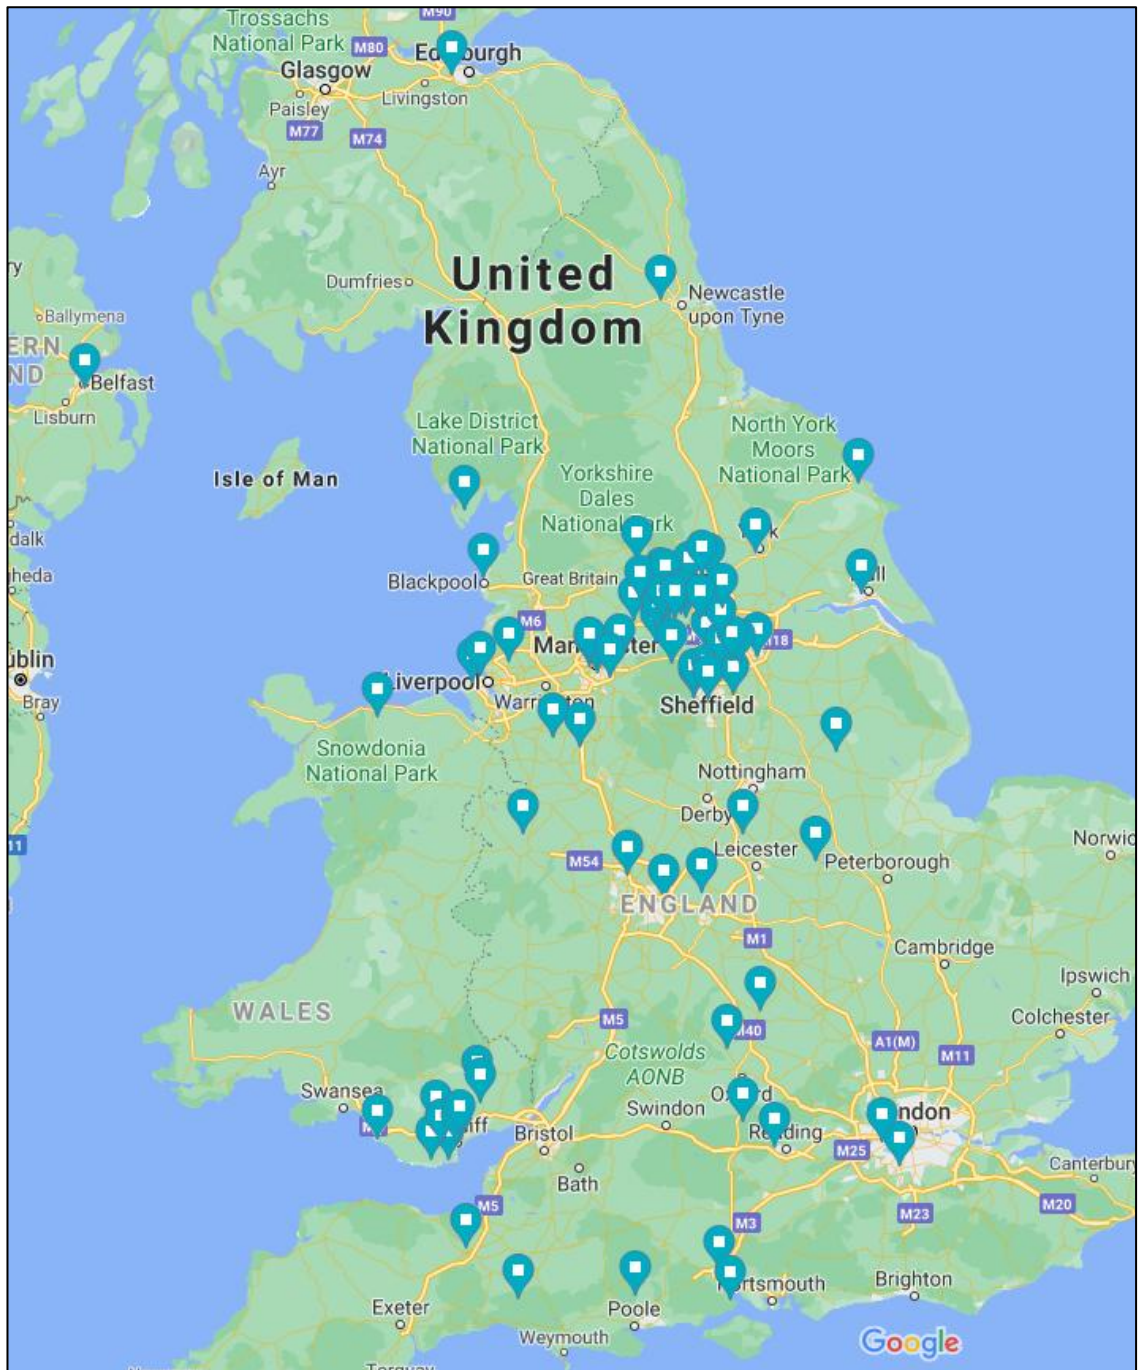 M90
Trossachs
National Park
M80
Glasgow
Livingston
Paisley
M77
M74
Ayr
United
Kingdom
Dumfries
Newcastle
upon Tyne
Ballymena
Belfast
Lisburn
Lake District
National Park
North York
Moors
National Park
Isle of Man
Yorkshire
Dales
Blackpool
Great Britain
M6
Liverpool
Bray
Sheffield
Snowdonia
National Park
Nottingham
Derby
11
M54
Leicester
Peterborough
ENGLAND
M1
Cambridge
Ipswich
WALES
M5
Colchester
A1(M)
M11
Cotswolds
AONB
Swansea
Swindon
Bristol
M25
Bath
M5
M20
M3
M23
Brighton
Exeter
Poole
Weymouth
Google